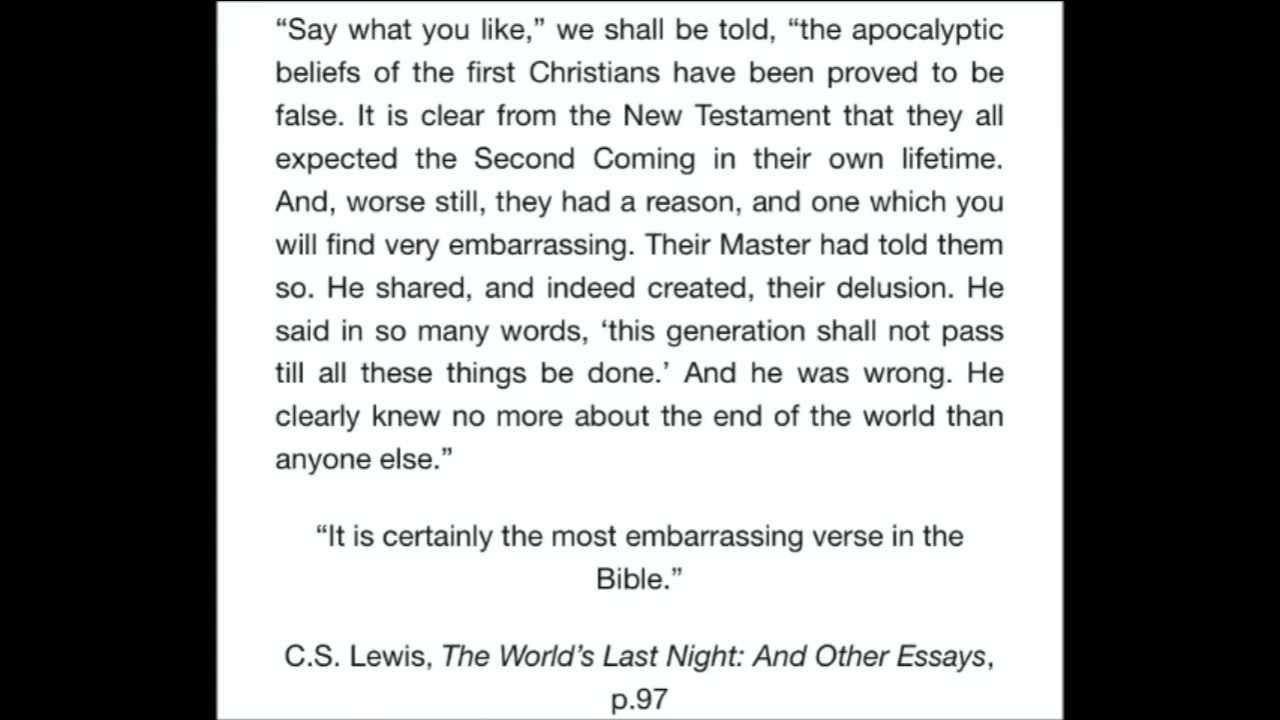 “Say what you like,” we shall be told, “the apocalyptic
beliefs of the first Christians have been proved to be
false. It is clear from the New Testament that they all
expected the Second Coming in their own lifetime.
And, worse still, they had a reason, and one which you
will find very embarrassing. Their Master had told them
so. He shared, and indeed created, their delusion. He
said in so many words, ‘this generation shall not pass
till all these things be done.’ And he was wrong. He
clearly knew no more about the end of the world than
anyone else.”
“It is certainly the most embarrassing verse in the
Bible.”
C.S. Lewis, The World’s Last Night: And Other Essays,
p.97